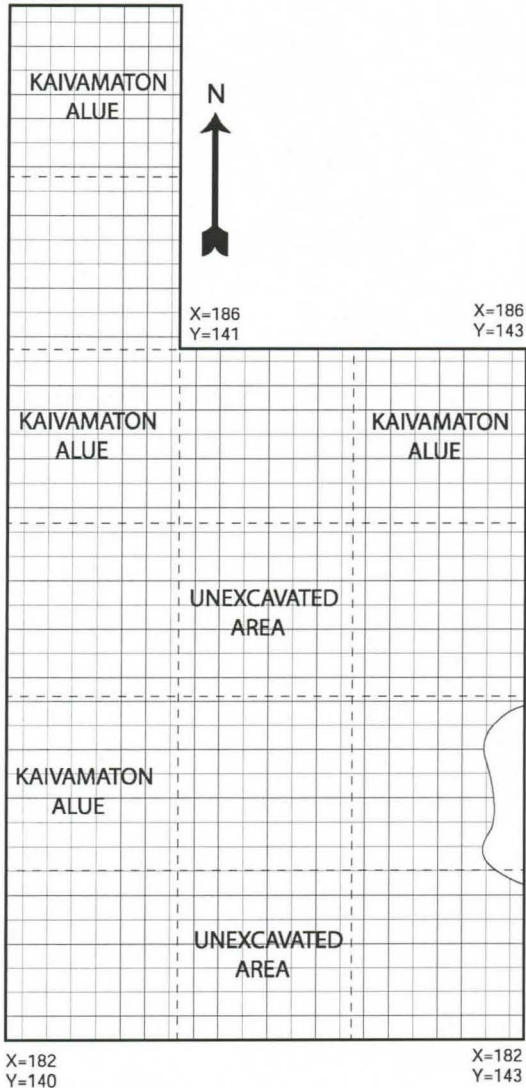 KAIVAMATON
ALUE
N
X=186
Y=141
X=186
Y=143
KAIVAMATON
ALUE
KAIVAMATON
ALUE
UNEXCAVATED
AREA
KAIVAMATON
ALUE
UNEXCAVATED
AREA
X=182
Y=140
X=182
Y=143